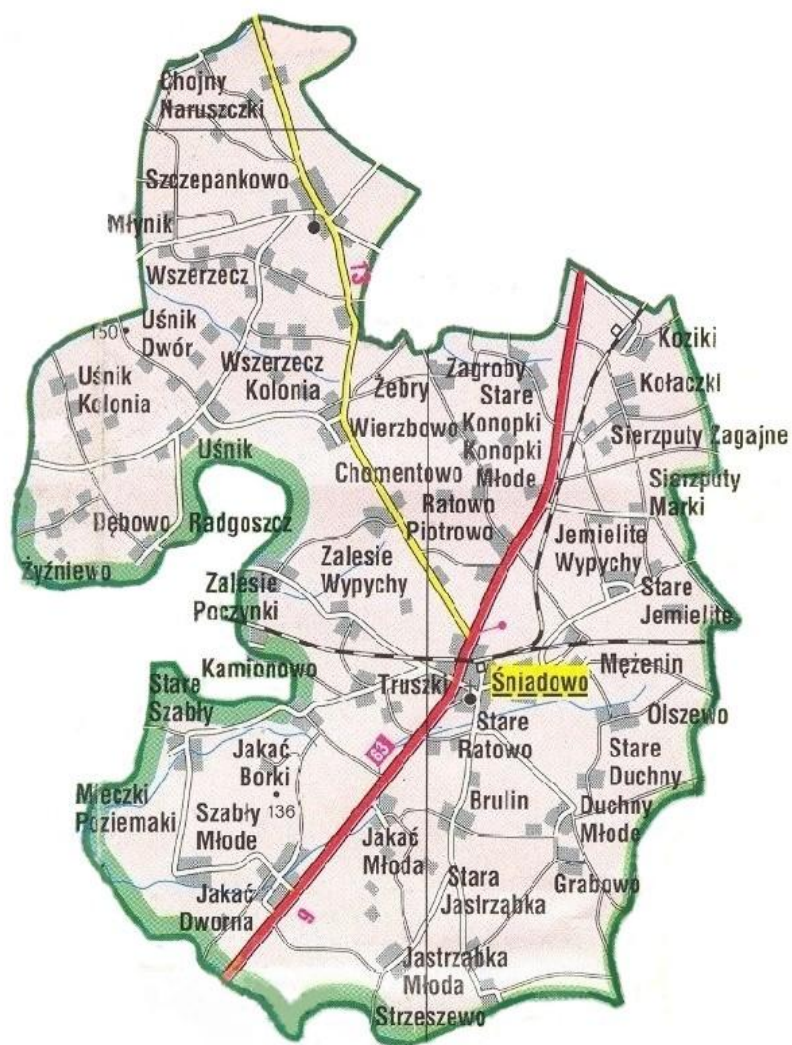 Chojny
Naruszczki
Szczepankowo
Młynik
13
Wszerzecz
150
Uśnik
Dwór
Koziki
Wszerzecz
Kolonia
Żebry
Zagroby
Uśnik
Kolonia
Kołaczki
Stare
Konopki
Wierzbowo
Konopki
Młode
Sierzputy Zagajne
Uśnik
Chomentowo
Sierzputy
Marki
Ratowo
Piotrowo
Dębowo
Radgoszcz
Jemielite
Wypychy
Zalesie
Wypychy
Żyźniewo
Zalesie
Poczynki
Stare
Jemielite
Kamionowo
Truszki
Śniadowo
Mężenin
Stare
Szabły
Olszewo
Stare
Ratowo
63
Jakać
Borki
Stare
Duchny
Mieczki
Poziemaki
136
Brulin
Duchny
Młode
Szabły
Młode
Jakać
Młoda
Stara
Jastrząbka
Grabowo
Jakać
Dworna
9
Jastrząbka
Młoda
Strzeszewo